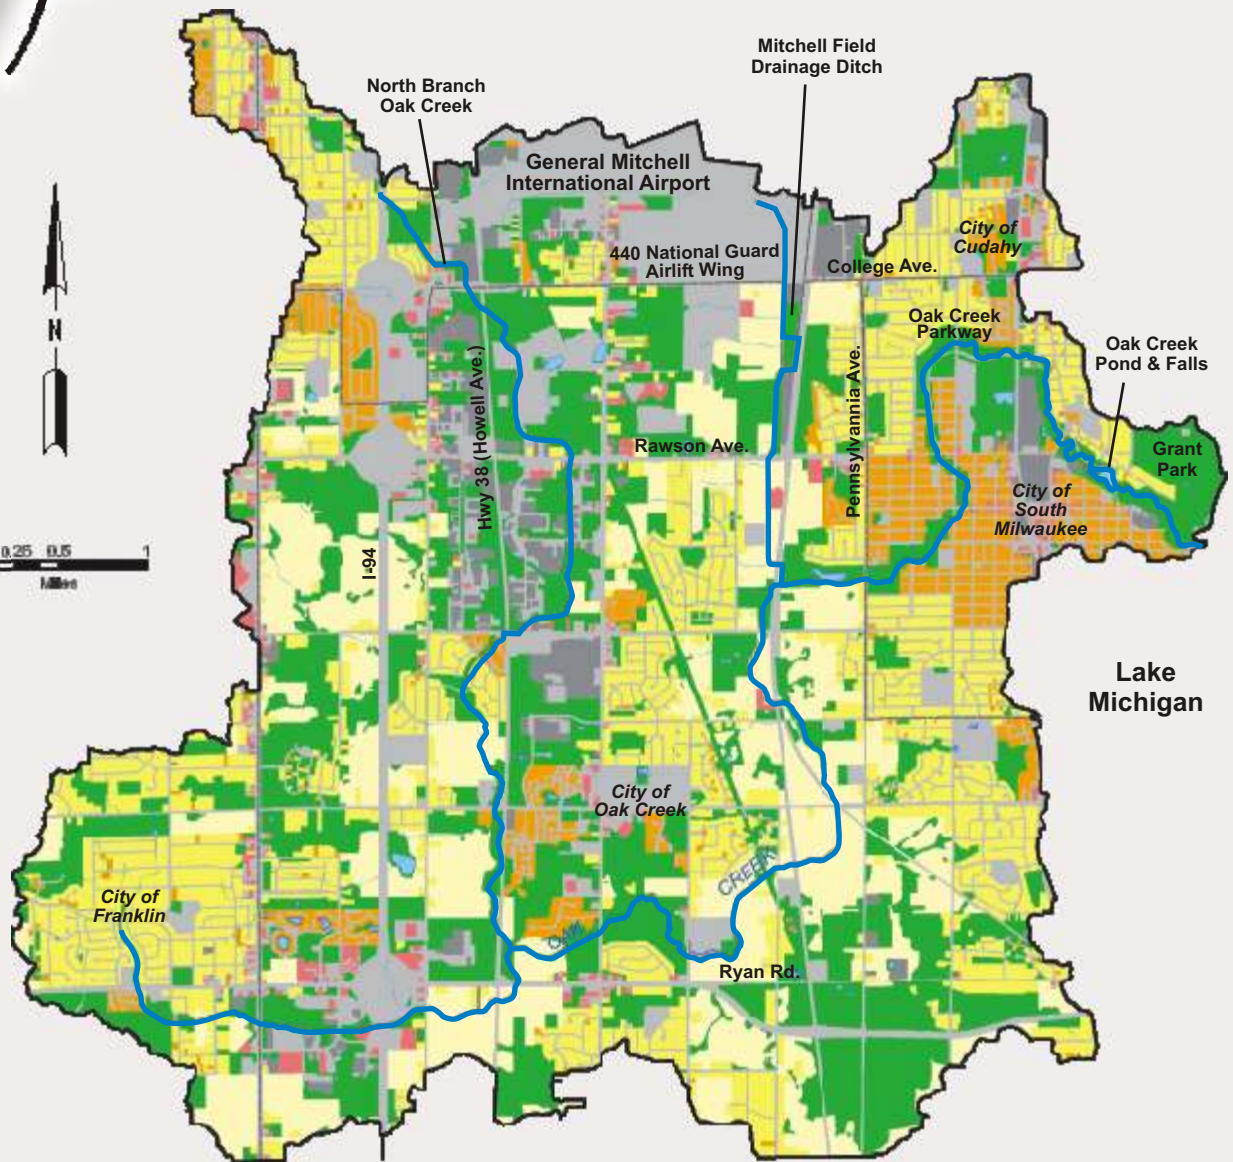 Mitchell Field
Drainage Ditch
North Branch
Oak Creek
General Mitchell
International Airport
City of
Cudahy
440 National Guard
Airlift Wing
College Ave.
Oak Creek
Parkway
N
Oak Creek
Pond & Falls
Hwy 38 (Howell Ave.)
Pennsylvannia Ave.
Rawson Ave.
Grant
Park
City of
South
Milwaukee
0.25 0.5 1
Miles
I-94
Lake
Michigan
City of
Oak Creek
CREEK
City of
Franklin
OAK
Ryan Rd.